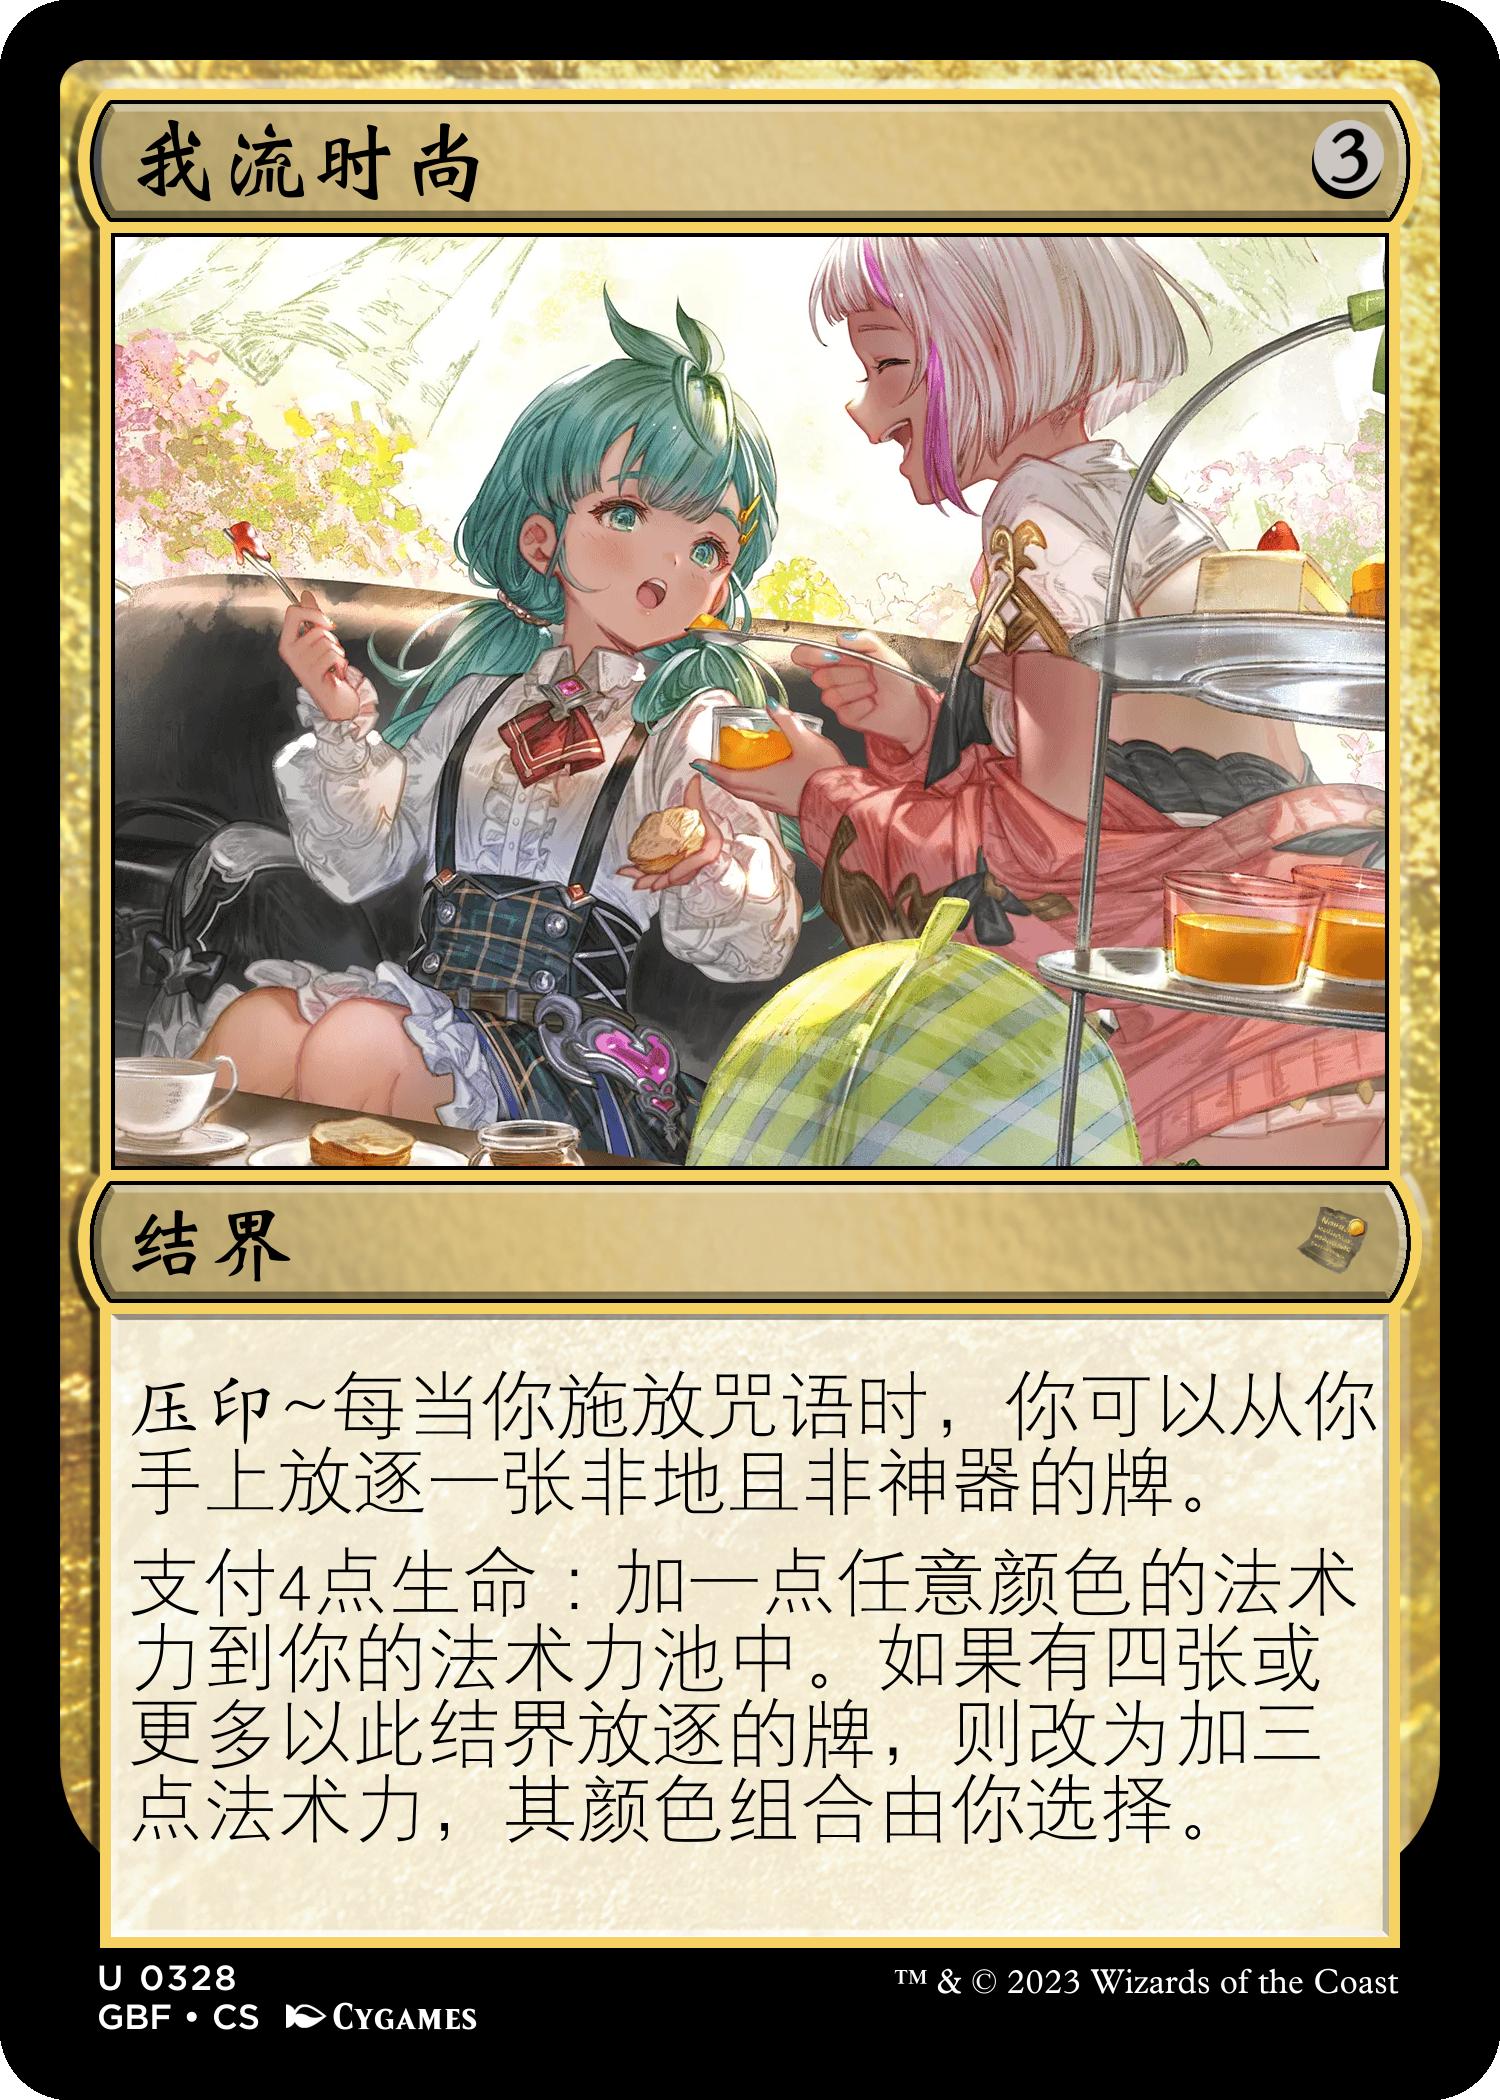 我流时尚
3
结界
压印~每当你施放咒语时，你可以从你
手上放逐一张非地且非神器的牌。
支付4点生命：加一点任意颜色的法术
力到你的法术力池中。如果有四张或
更多以此结界放逐的牌，则改为加三
点法术力，其颜色组合由你选择。
U 0328
GBF • CS CYGAMES
™ & © 2023 Wizards of the Coast